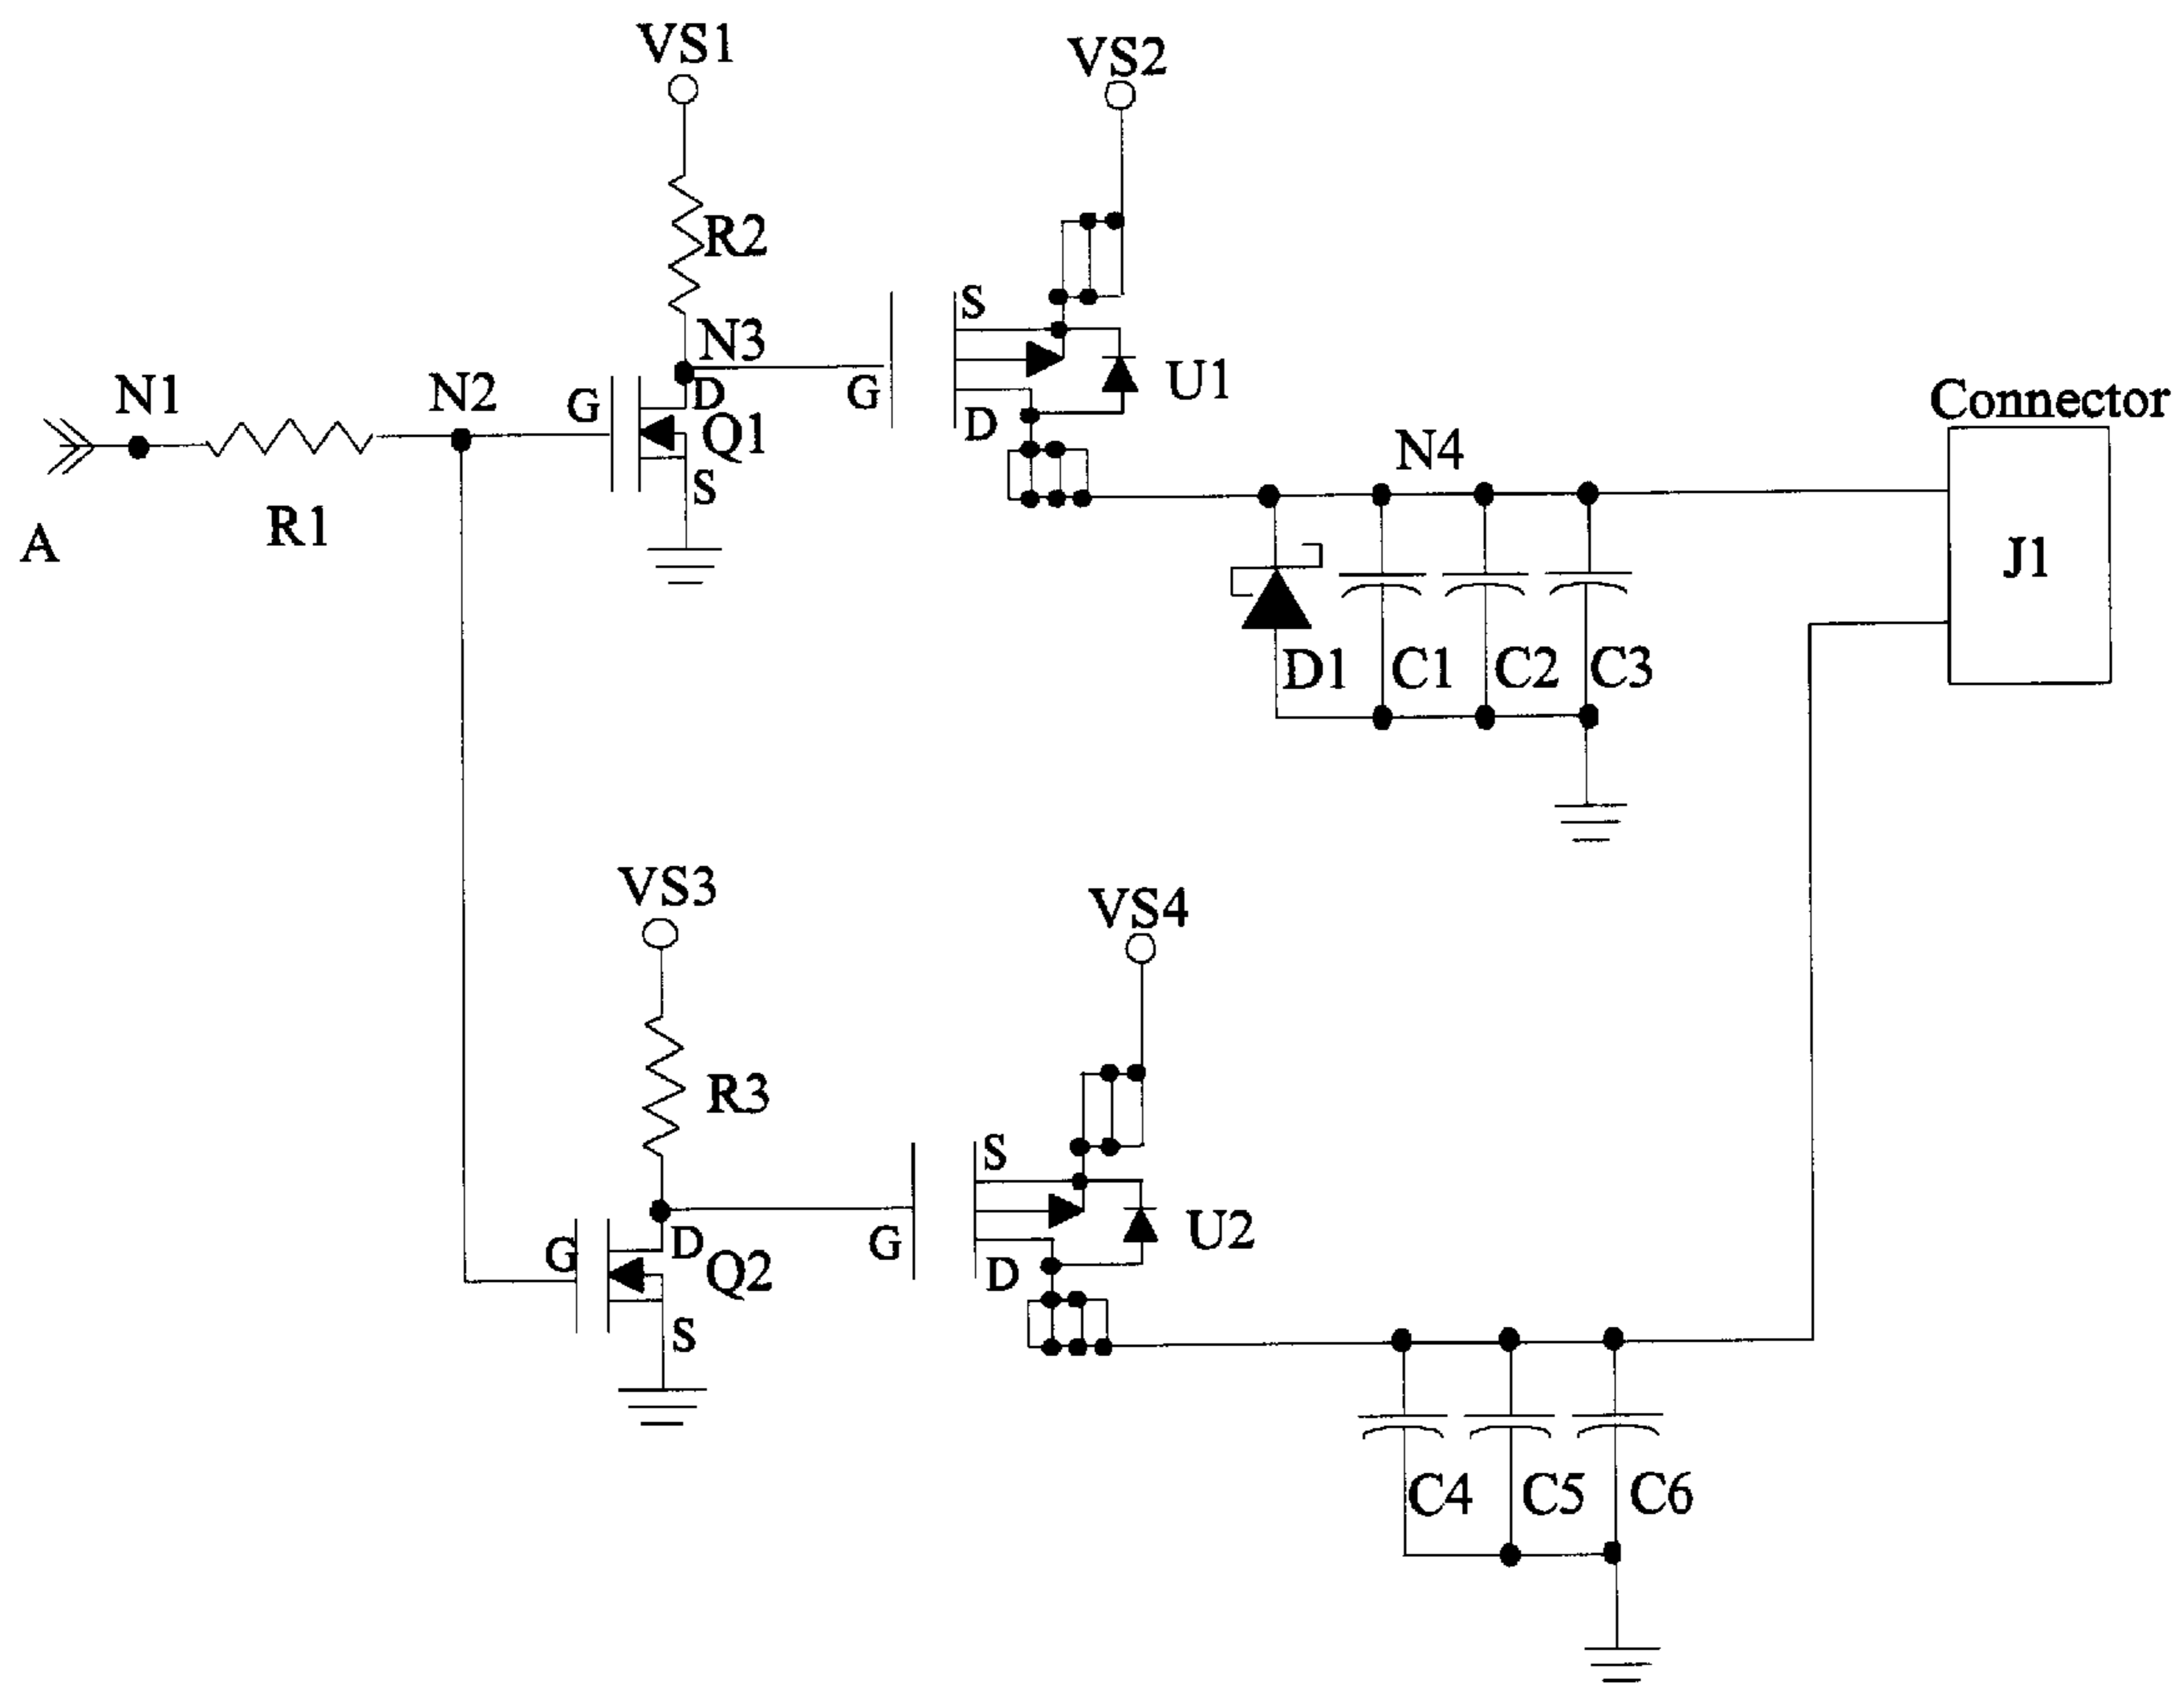 VS1
VS2
R2
S
N3
N1
N2
G
D
G
U1
Connector
D
Q1
N4
S
R1
A
J1
D1
C1
C2
C3
VS3
VS4
R3
S
U2
G
D
G
Q2
D
S
C4
C5
C6